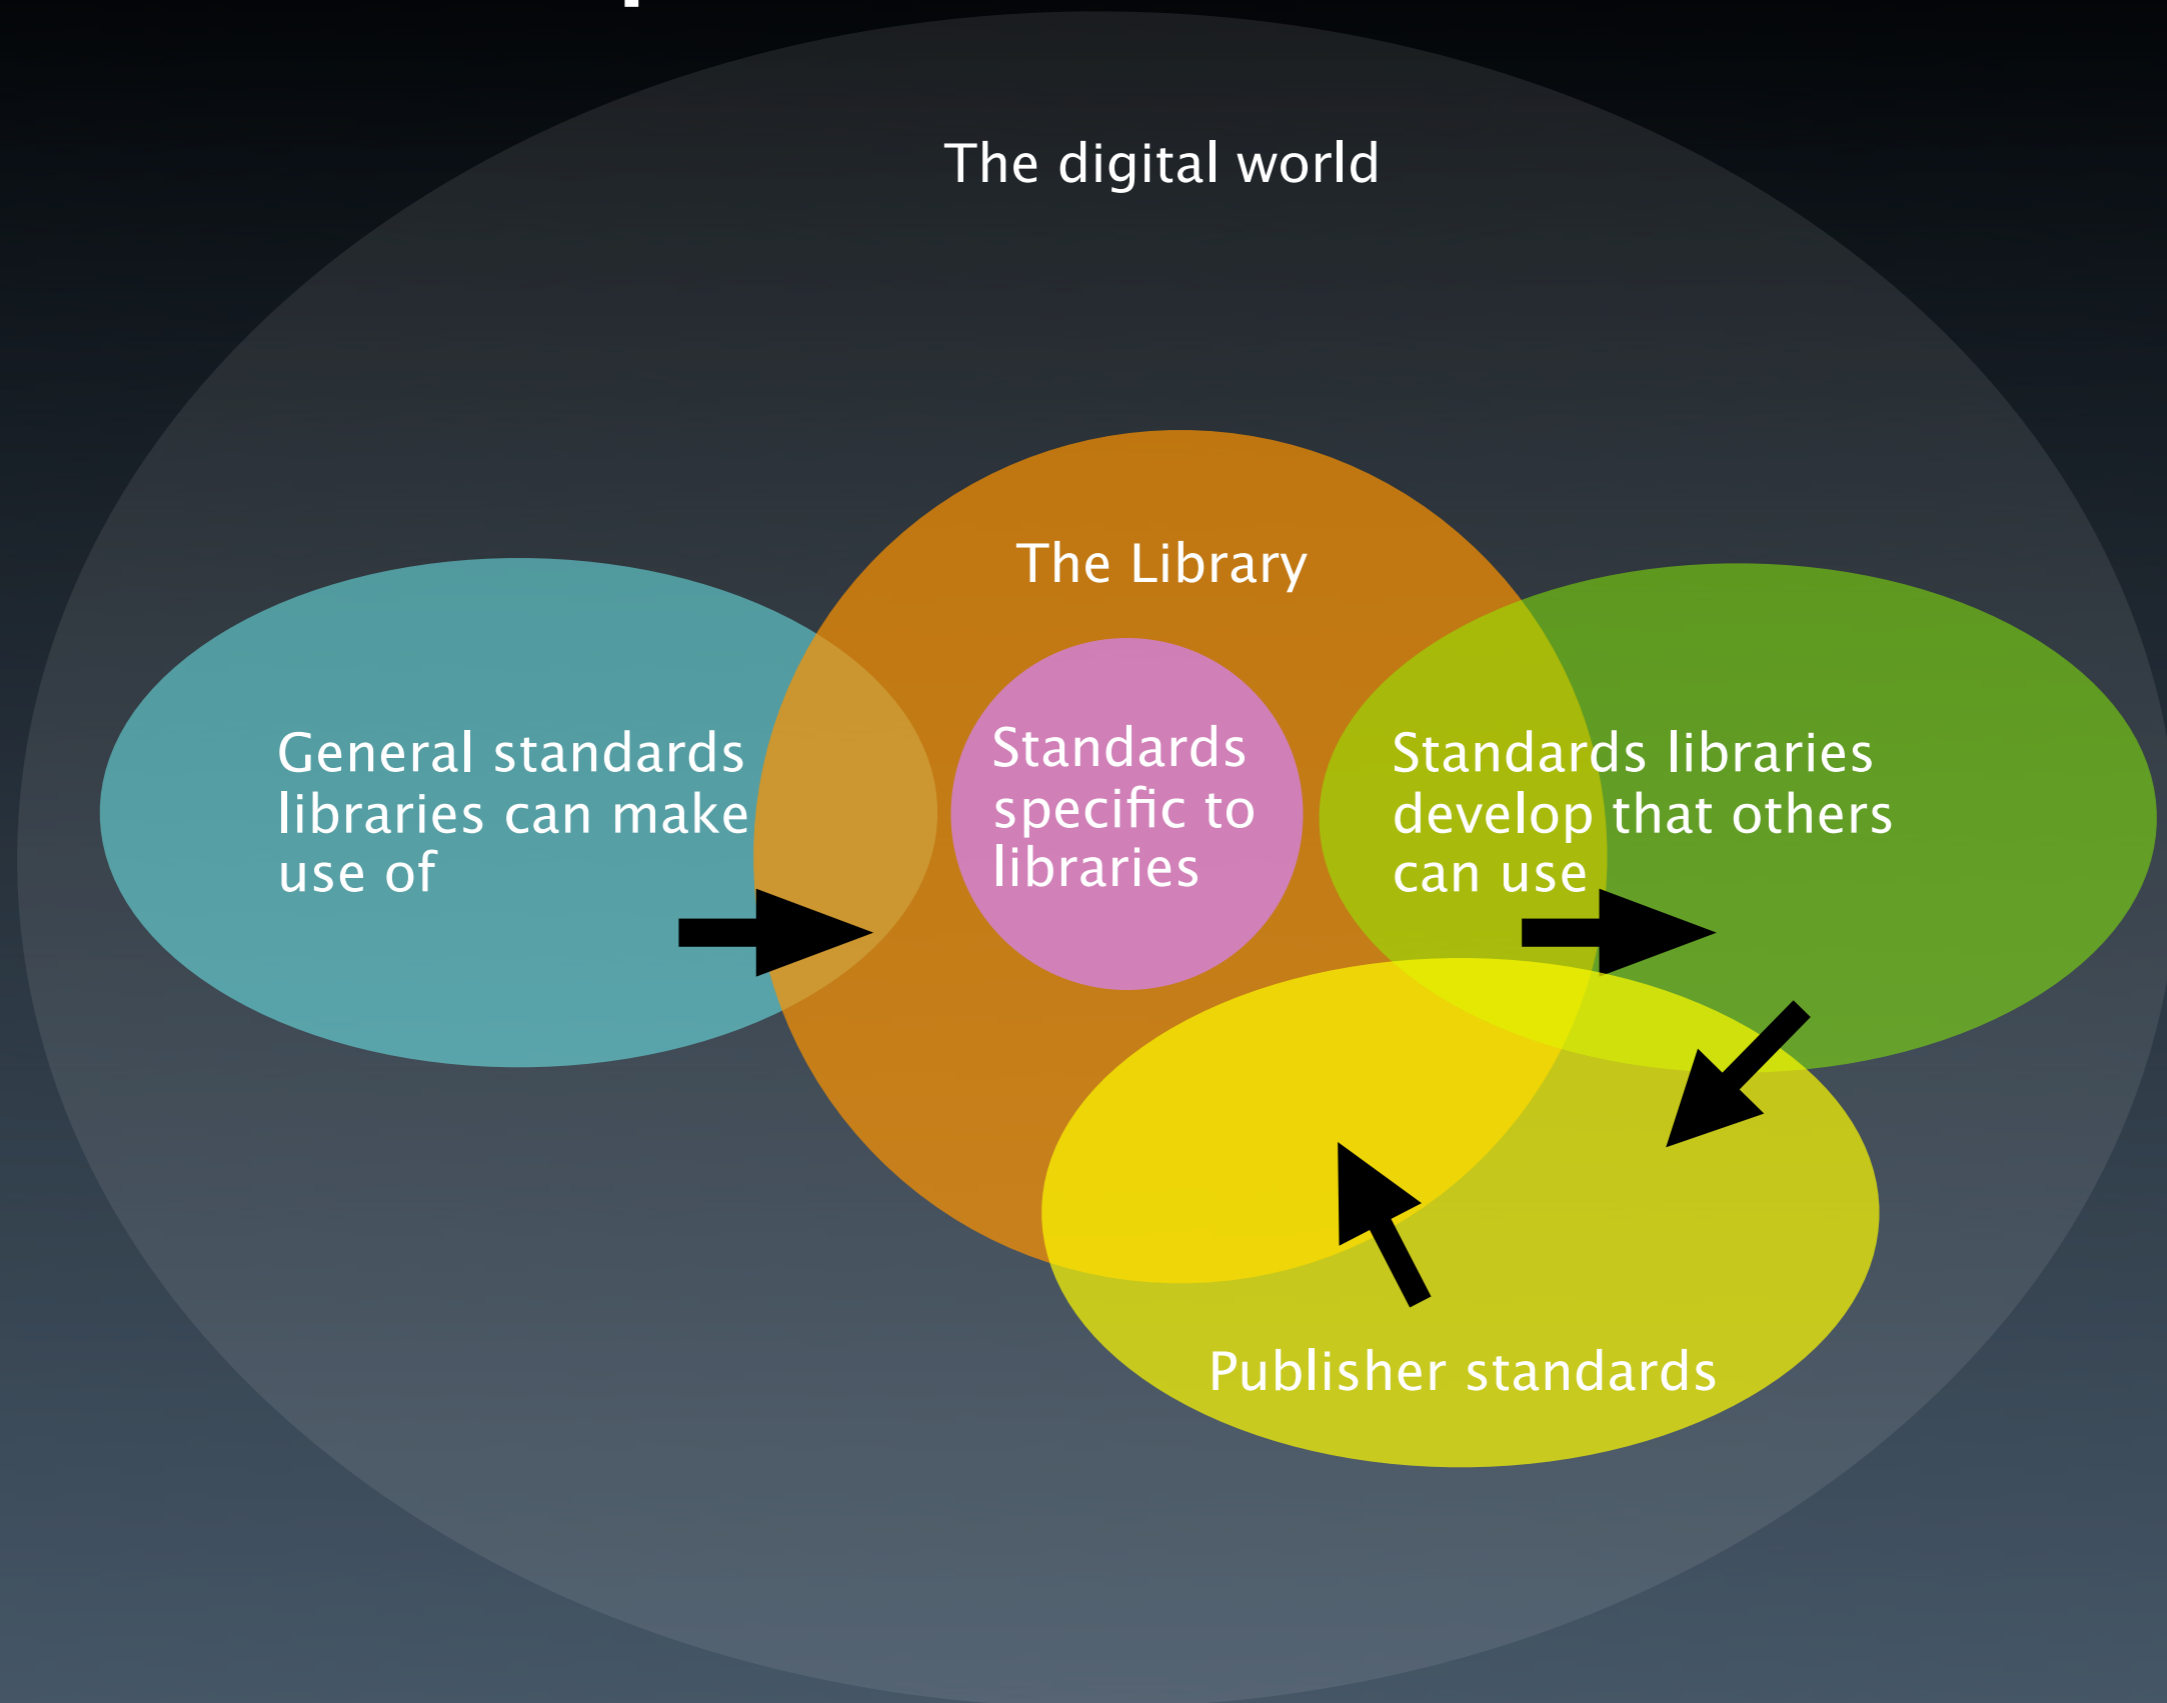 The digital world
The Library
General standards
libraries can make
use of
Standards
specific to
libraries
Standards libraries
develop that others
can use
Publisher standards